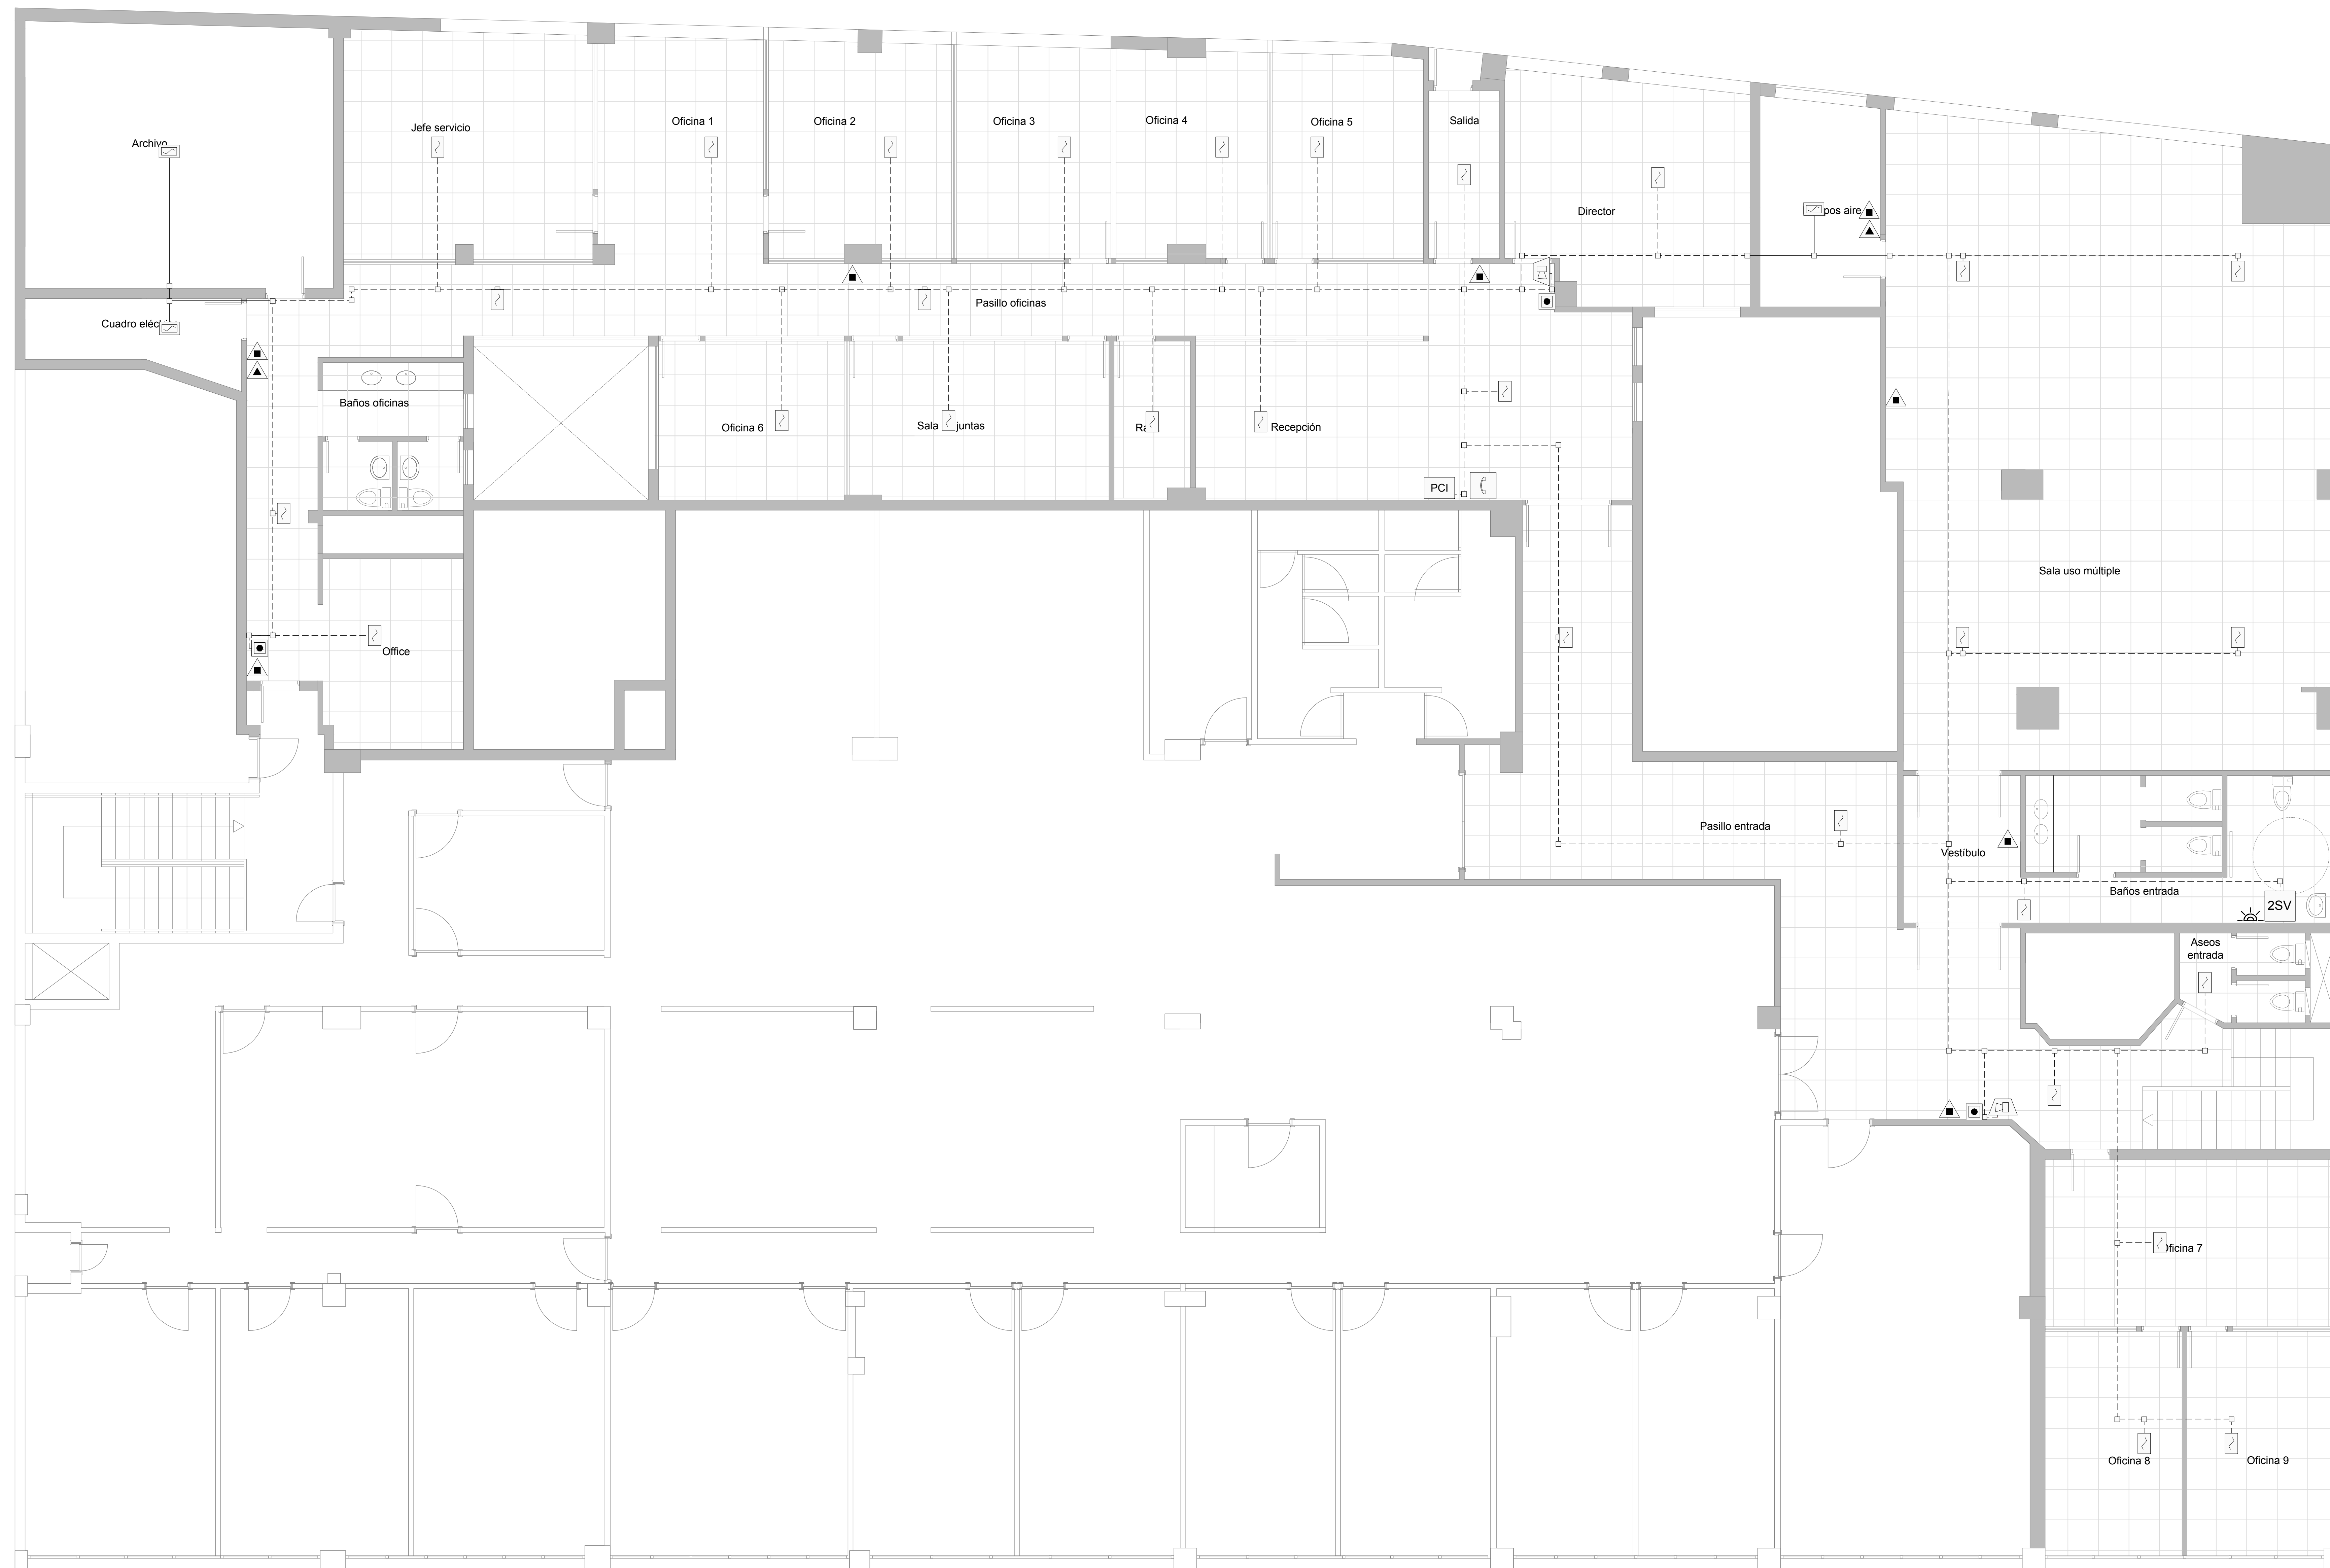 Archivo
Jefe servicio
Oficina 1
Oficina 2
Oficina 3
Oficina 4
Oficina 5
Salida
Director
pos aire
Pasillo oficinas
Cuadro
Baños oficinas
Oficina 6
Sala juntas
Recepción
PCI
Office
Sala uso múltiple
Pasillo entrada
Vestíbulo
Baños entrada
2SV
Aseos
entrada
Oficina 7
Oficina 8
Oficina 9